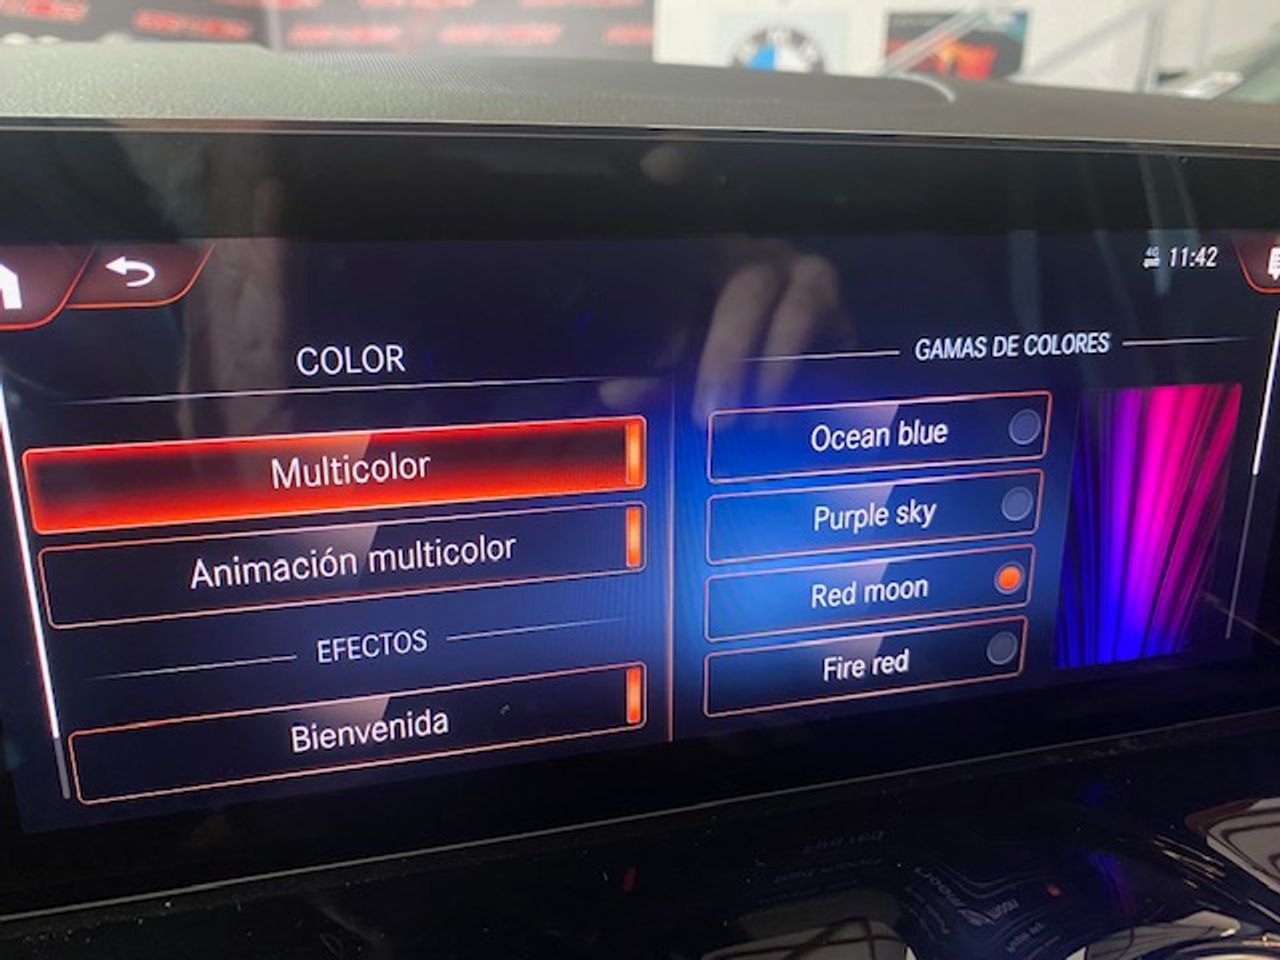 4G 11:42
COLOR
Multicolor
Animación multicolor
EFECTOS
Bienvenida
GAMAS DE COLORES
Ocean blue
Purple sky
Red moon
Fire red